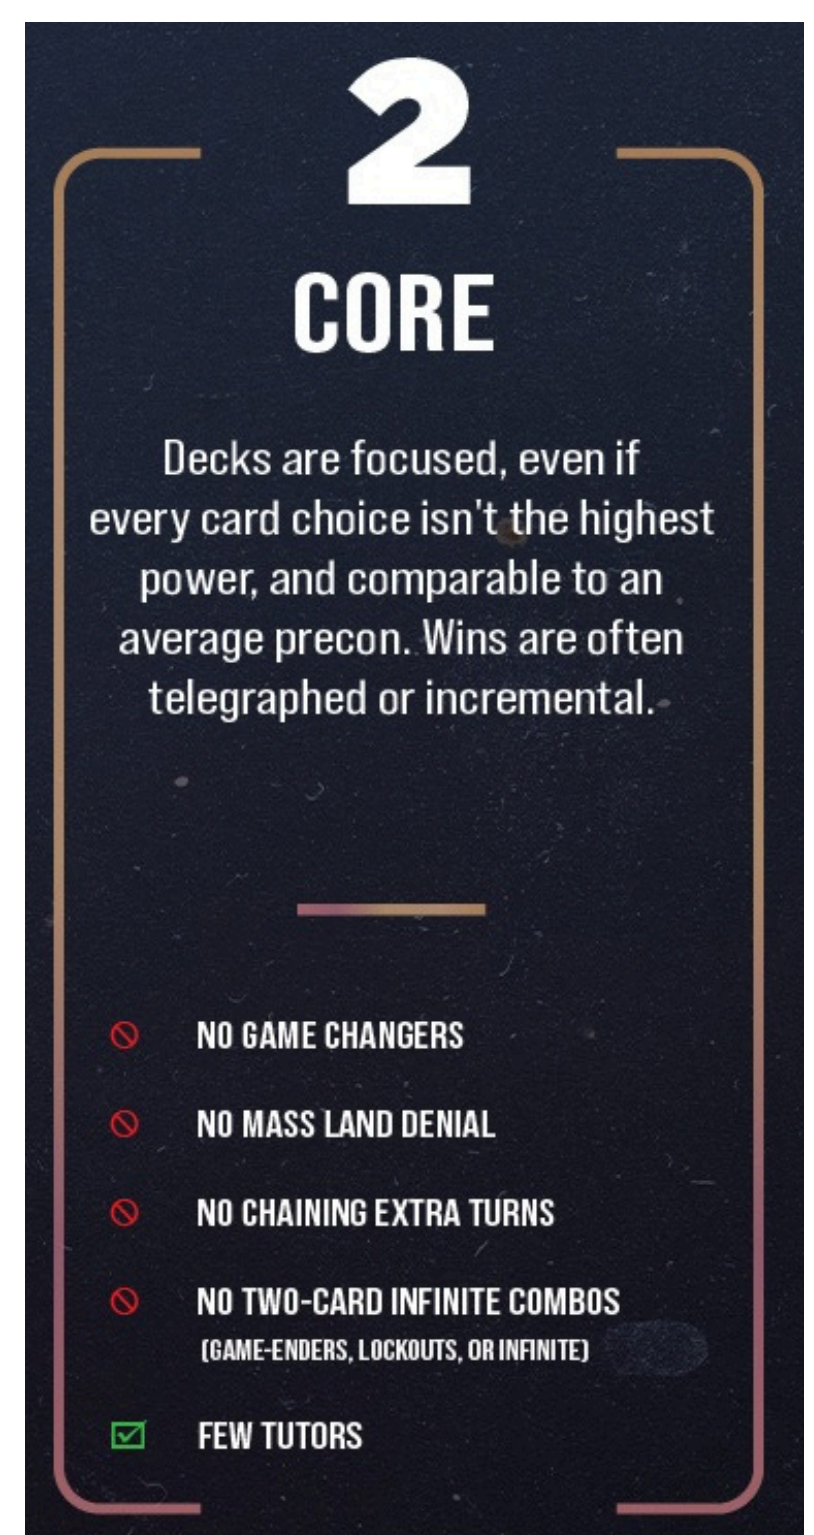 2
CORE
Decks are focused, even if
every card choice isn't the highest
power, and comparable to an
average precon. Wins are often
telegraphed or incremental.
NO GAME CHANGERS
NO MASS LAND DENIAL
NO CHAINING EXTRA TURNS
NO TWO-CARD INFINITE COMBOS
(GAME-ENDERS, LOCKOUTS, OR INFINITE)
FEW TUTORS